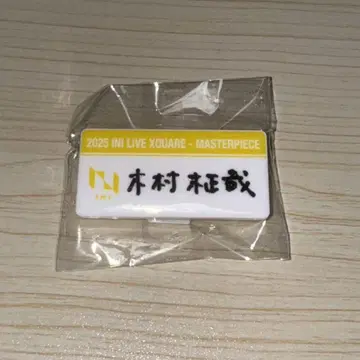 2025 INI LIVE XQUARE - MASTERPIECE
INI
木村 柾哉